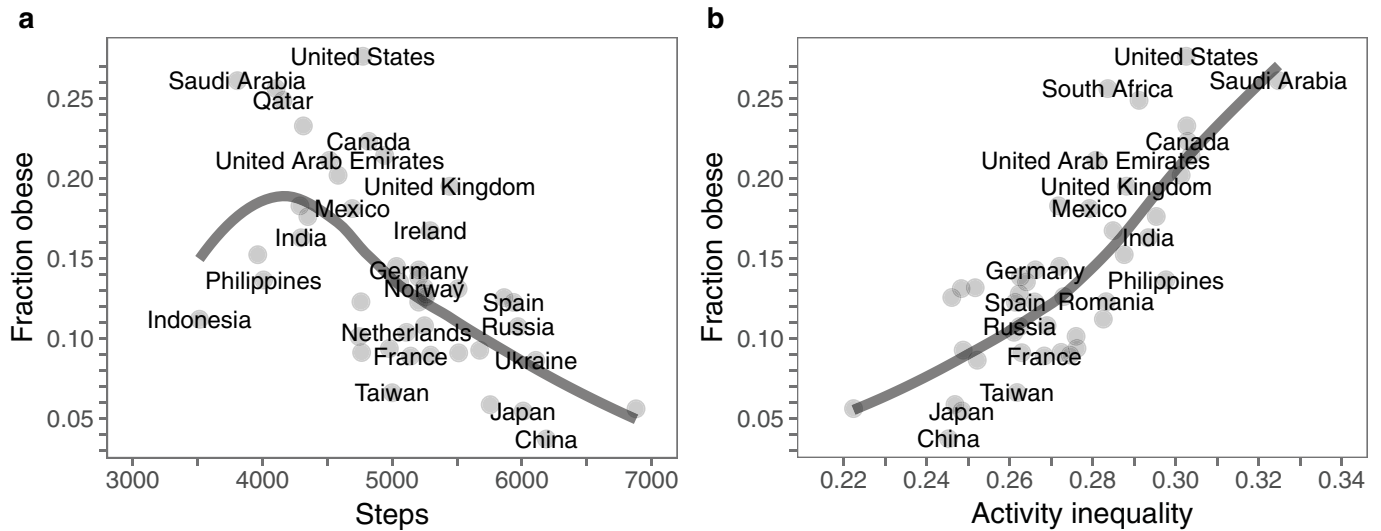 a
United States
Saudi Arabia
Qatar
Canada
United Arab Emirates
United Kingdom
Mexico
Ireland
India
Germany
Philippines
Norway
Spain
Indonesia
Russia
Netherlands
France
Ukraine
Taiwan
Japan
China
0.25
0.20
0.15
0.10
0.05
Fraction obese
3000 4000 5000 6000 7000
Steps
b
United States
Saudi Arabia
South Africa
Canada
United Arab Emirates
United Kingdom
Mexico
India
Germany
Philippines
Spain
Romania
Russia
France
Taiwan
Japan
China
0.25
0.20
0.15
0.10
0.05
Fraction obese
0.22 0.24 0.26 0.28 0.30 0.32 0.34
Activity inequality